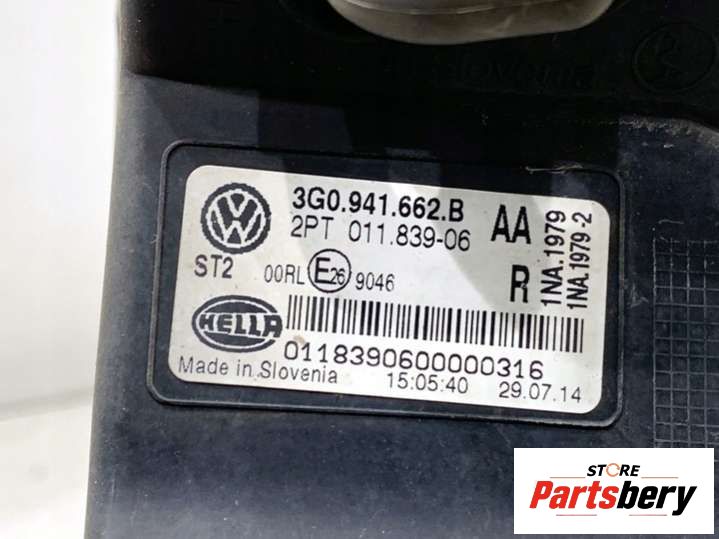 Slovenia
3G0.941.662.B AA
2PT 011.839-06
ST2 00RL E26 9046 R
1NA.1979
1NA.1979-2
HELLA
0118390600000316
Made in Slovenia 15:05:40 29.07.14
STORE
Partsbery